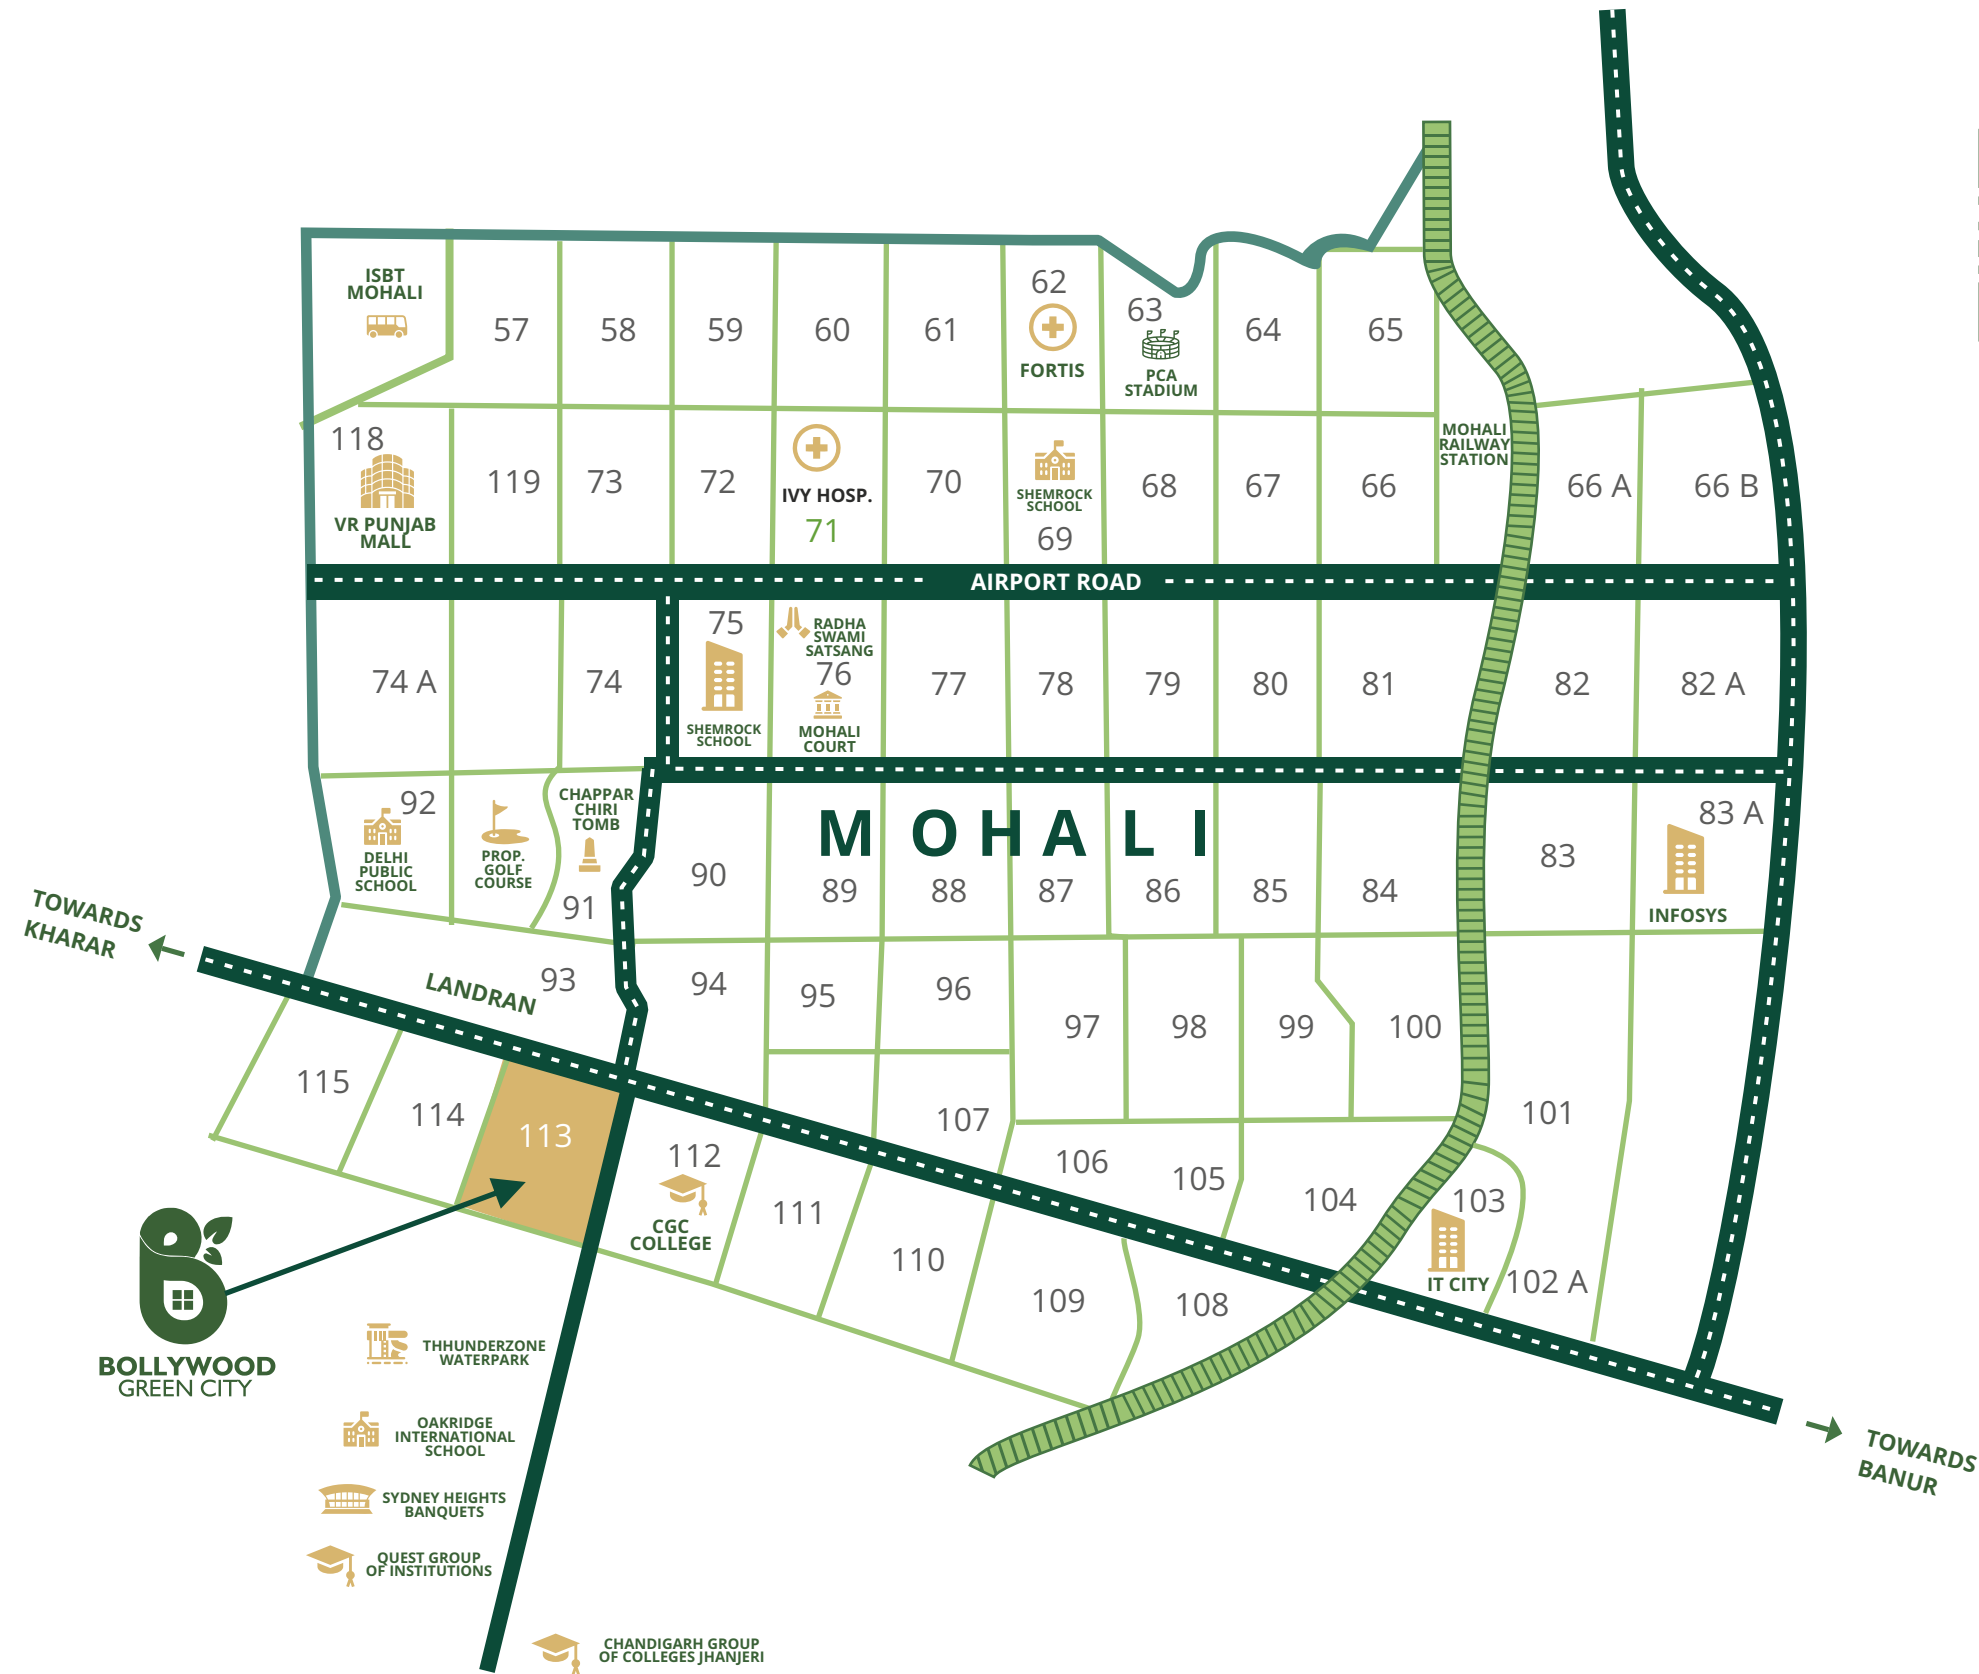 ISBT
MOHALI
57
58
59
60
61
62
FORTIS
63
PCA
STADIUM
64
65
118
VR PUNJAB
MALL
119
73
72
IVY HOSP.
71
70
SHEMROCK
SCHOOL
69
68
67
66
MOHALI
RAILWAY
STATION
66 A
66 B
AIRPORT ROAD
74 A
74
75
SHEMROCK
SCHOOL
RADHA
SWAMI
SATSANG
76
MOHALI
COURT
77
78
79
80
81
82
82 A
92
DELHI
PUBLIC
SCHOOL
PROP.
GOLF
COURSE
CHAPPAR
CHIRI
TOMB
91
MOHALI
90
89
88
87
86
85
84
83
83 A
INFOSYS
TOWARDS
KHARAR
LANDRAN
93
94
95
96
97
98
99
100
101
115
114
113
112
CGC
COLLEGE
111
110
107
106
105
104
103
IT CITY
102 A
109
108
BOLLYWOOD
GREEN CITY
THHUNDERZONE
WATERPARK
OAKRIDGE
INTERNATIONAL
SCHOOL
SYDNEY HEIGHTS
BANQUETS
QUEST GROUP
OF INSTITUTIONS
CHANDIGARH GROUP
OF COLLEGES JHANJERI
TOWARDS
BANUR